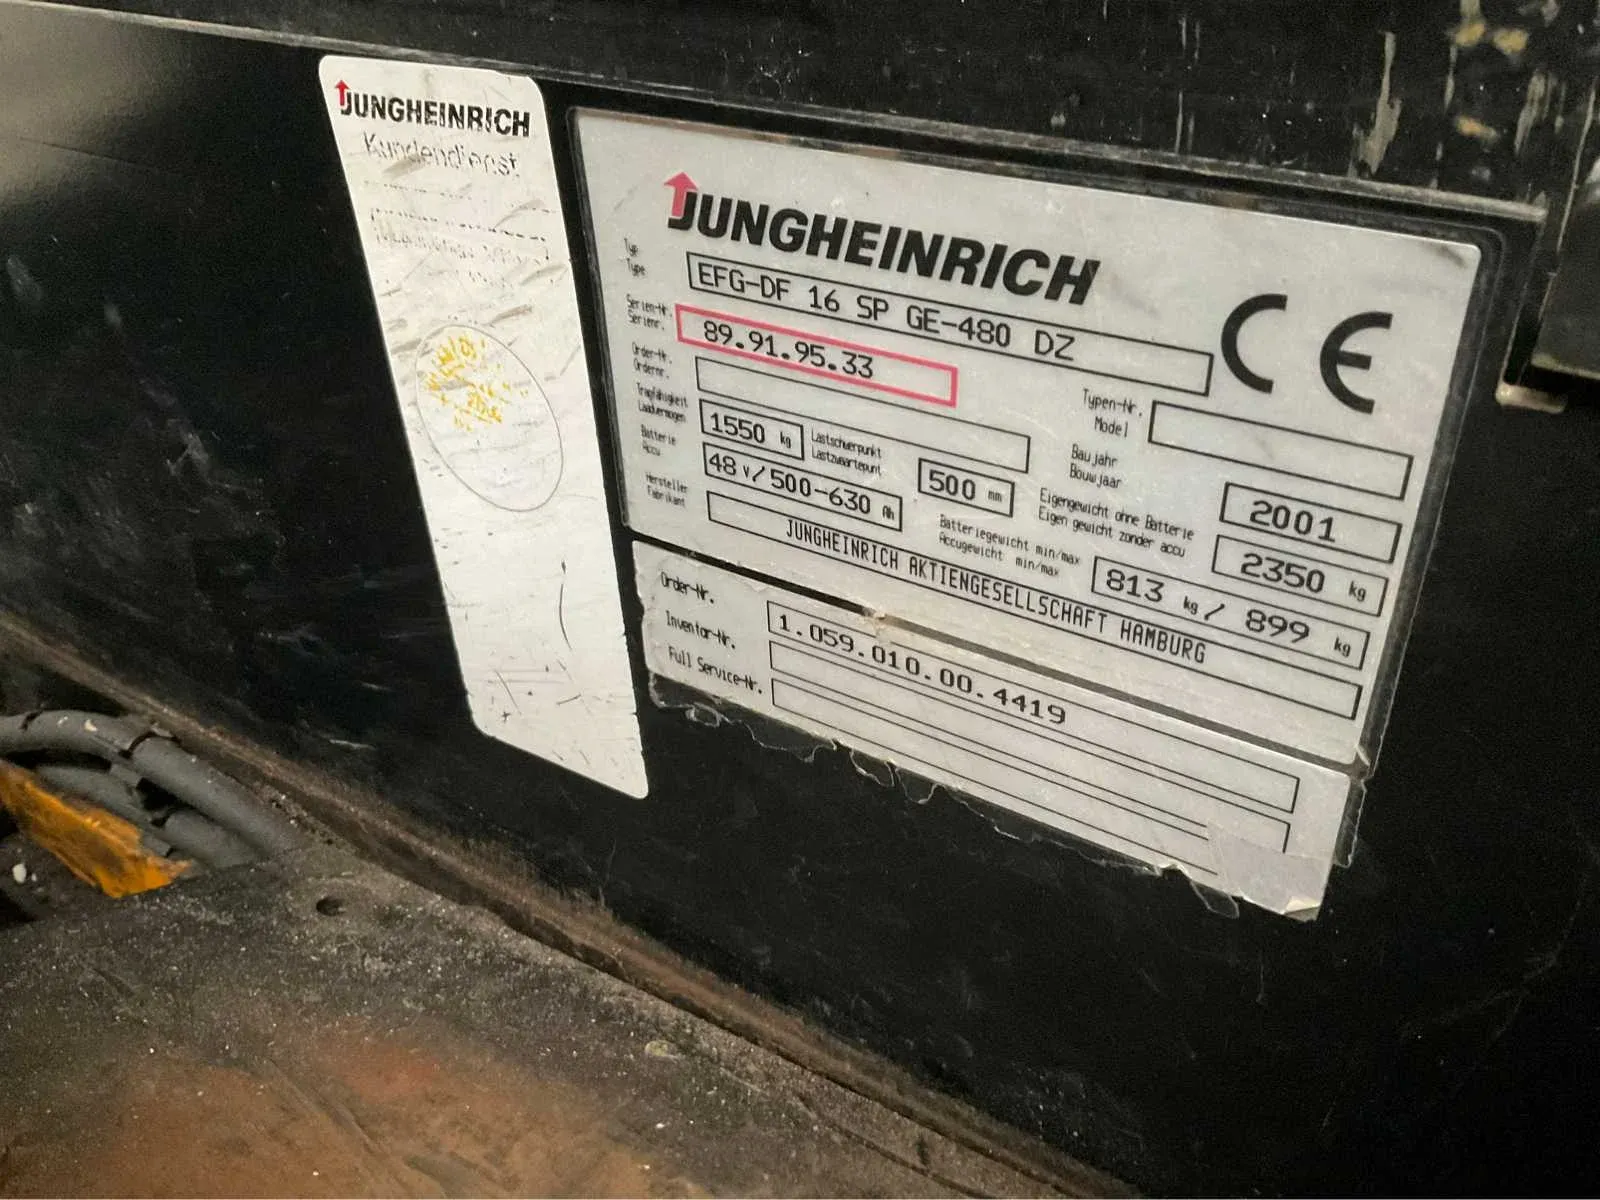 JUNGHEINRICH
Kundendienst
JUNGHEINRICH
Typ
Type
EFG-DF 16 SP GE-480 DZ
Serien-Nr.
Serienr.
89.91.95.33
Order-Nr.
Ordernr.
Typen-Nr.
Model
Tragfähigkeit
Laadvermogen
1550 kg
Lastschwerpunkt
Lastzwaartepunt
500 mm
Baujahr
Bouwjaar
2001
Batterie
Accu
48 V/500-630 Ah
Eigengewicht ohne Batterie
Eigen gewicht zonder accu
2350 kg
Batteriegewicht min/max
Accugewicht min/max
813 kg / 899 kg
Hersteller
Fabrikant
JUNGHEINRICH AKTIENGESELLSCHAFT HAMBURG
CE
Order-Nr.
1.059.010.00.4419
Inventar-Nr.
Full Service-Nr.